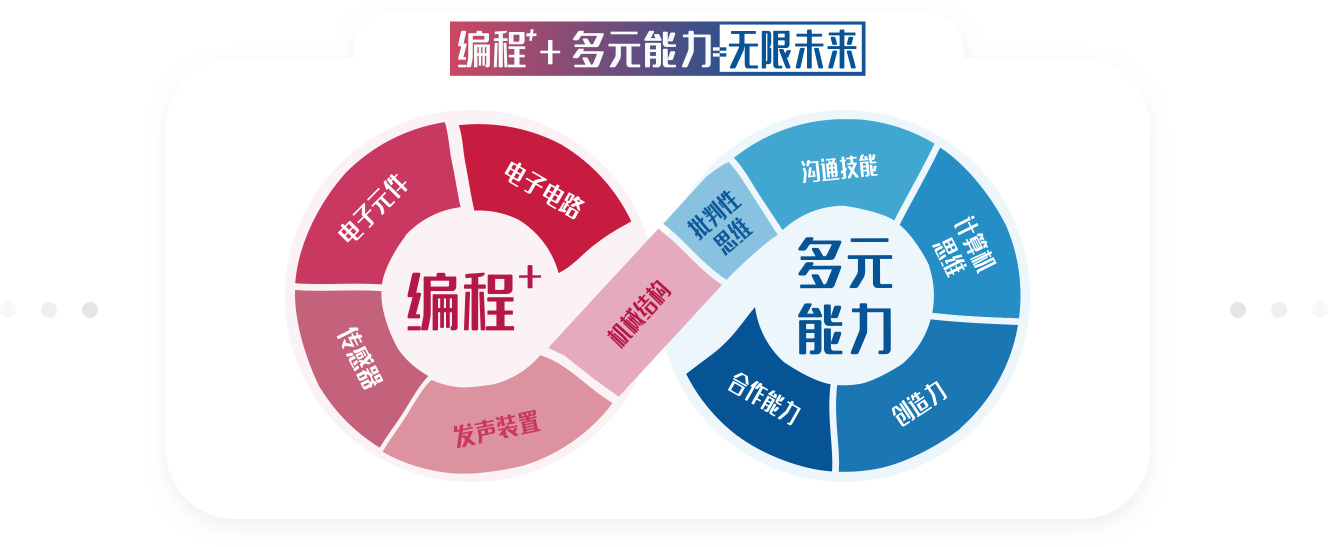 编程⁺ + 多元能力=无限未来
电子元件
电子电路
传感器
发声装置
机械结构
编程⁺
批判性
思维
沟通技能
计算机
思维
创造力
合作能力
多元
能力